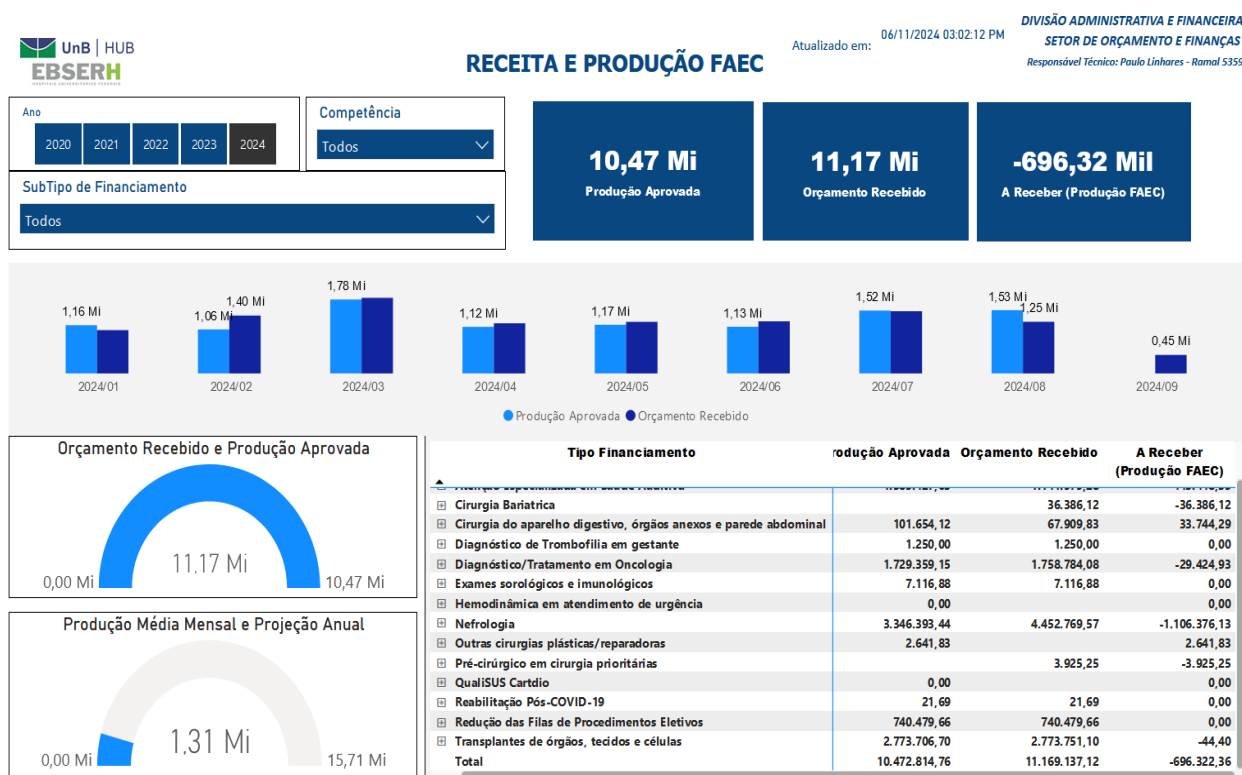 UnB | HUB
EBSERH
HOSPITAIS UNIVERSITÁRIOS FEDERAIS
RECEITA E PRODUÇÃO FAEC
Atualizado em: 06/11/2024 03:02:12 PM
DIVISÃO ADMINISTRATIVA E FINANCEIRA
SETOR DE ORÇAMENTO E FINANÇAS
Responsável Técnico: Paulo Linhares - Ramal 5359
Ano
2020 2021 2022 2023 2024
Competência
Todos
SubTipo de Financiamento
Todos
10,47 Mi
Produção Aprovada
11,17 Mi
Orçamento Recebido
-696,32 Mil
A Receber (Produção FAEC)
1,16 Mi 1,06 Mi 1,40 Mi 1,78 Mi 1,12 Mi 1,17 Mi 1,13 Mi 1,52 Mi 1,53 Mi 1,25 Mi 0,45 Mi
2024/01 2024/02 2024/03 2024/04 2024/05 2024/06 2024/07 2024/08 2024/09
Produção Aprovada Orçamento Recebido
Orçamento Recebido e Produção Aprovada
11,17 Mi
0,00 Mi 10,47 Mi
Produção Média Mensal e Projeção Anual
1,31 Mi
0,00 Mi 15,71 Mi
Tipo Financiamento rodução Aprovada Orçamento Recebido A Receber
(Produção FAEC)
Cirurgia Bariatrica 36.386,12 -36.386,12
Cirurgia do aparelho digestivo, órgãos anexos e parede abdominal 101.654,12 67.909,83 33.744,29
Diagnóstico de Trombofilia em gestante 1.250,00 1.250,00 0,00
Diagnóstico/Tratamento em Oncologia 1.729.359,15 1.758.784,08 -29.424,93
Exames sorológicos e imunológicos 7.116,88 7.116,88 0,00
Hemodinâmica em atendimento de urgência 0,00 0,00
Nefrologia 3.346.393,44 4.452.769,57 -1.106.376,13
Outras cirurgias plásticas/reparadoras 2.641,83 2.641,83
Pré-cirúrgico em cirurgia prioritárias 3.925,25 -3.925,25
QualiSUS Cartdio 0,00 0,00
Reabilitação Pós-COVID-19 21,69 21,69 0,00
Redução das Filas de Procedimentos Eletivos 740.479,66 740.479,66 0,00
Transplantes de órgãos, tecidos e células 2.773.706,70 2.773.751,10 -44,40
Total 10.472.814,76 11.169.137,12 -696.322,36